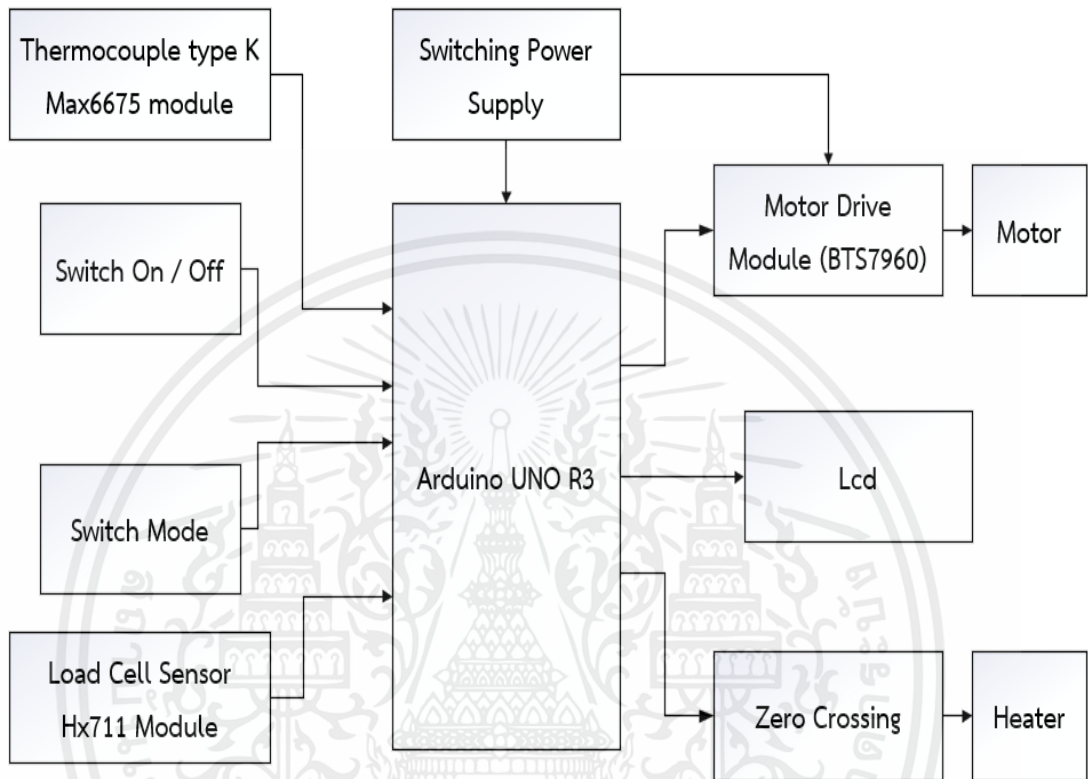 Thermocouple type K
Max6675 module
Switching Power
Supply
Switch On / Off
Motor Drive
Module (BTS7960)
Motor
Arduino UNO R3
Lcd
Switch Mode
Load Cell Sensor
Hx711 Module
Zero Crossing
Heater